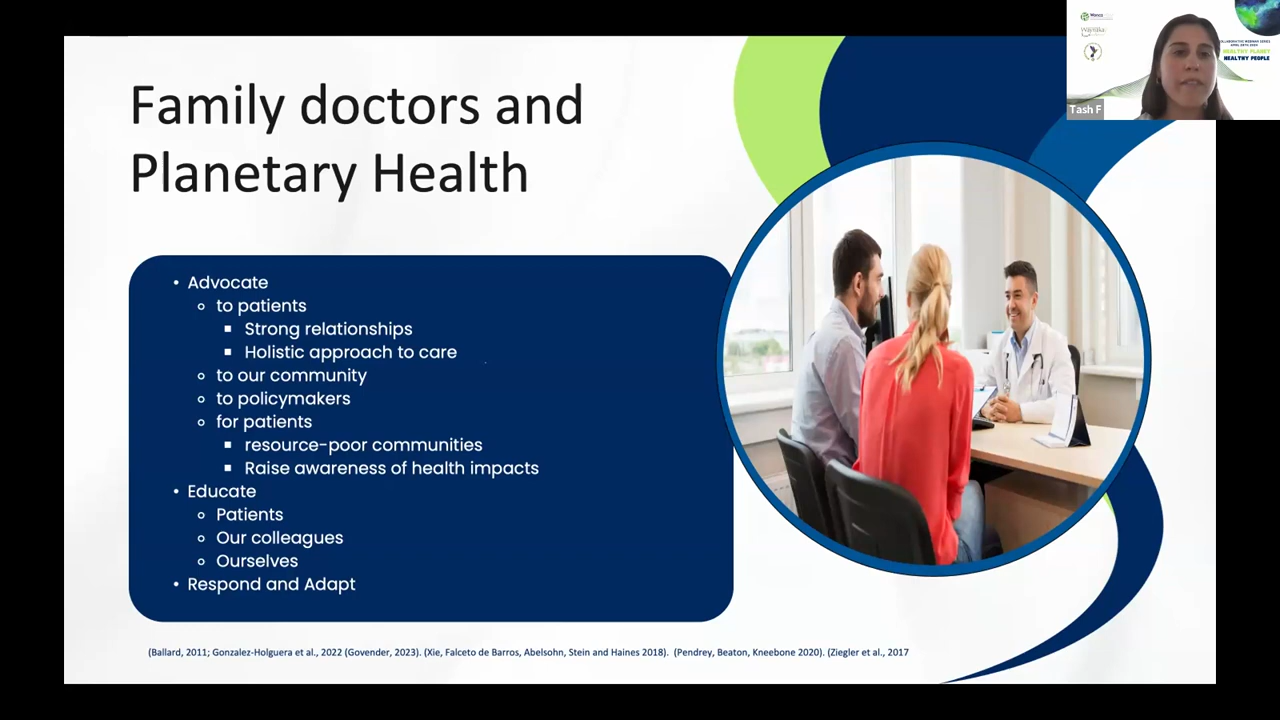 Family doctors and
Planetary Health
• Advocate
○ to patients
▪ Strong relationships
▪ Holistic approach to care
○ to our community
○ to policymakers
○ for patients
▪ resource-poor communities
▪ Raise awareness of health impacts
• Educate
○ Patients
○ Our colleagues
○ Ourselves
• Respond and Adapt
(Ballard, 2011; Gonzalez-Holguera et al., 2022 (Govender, 2023). (Xie, Falceto de Barros, Abelsohn, Stein and Haines 2018).  (Pendrey, Beaton, Kneebone 2020). (Ziegler et al., 2017
HEALTHY PLANET
HEALTHY PEOPLE
Tash F